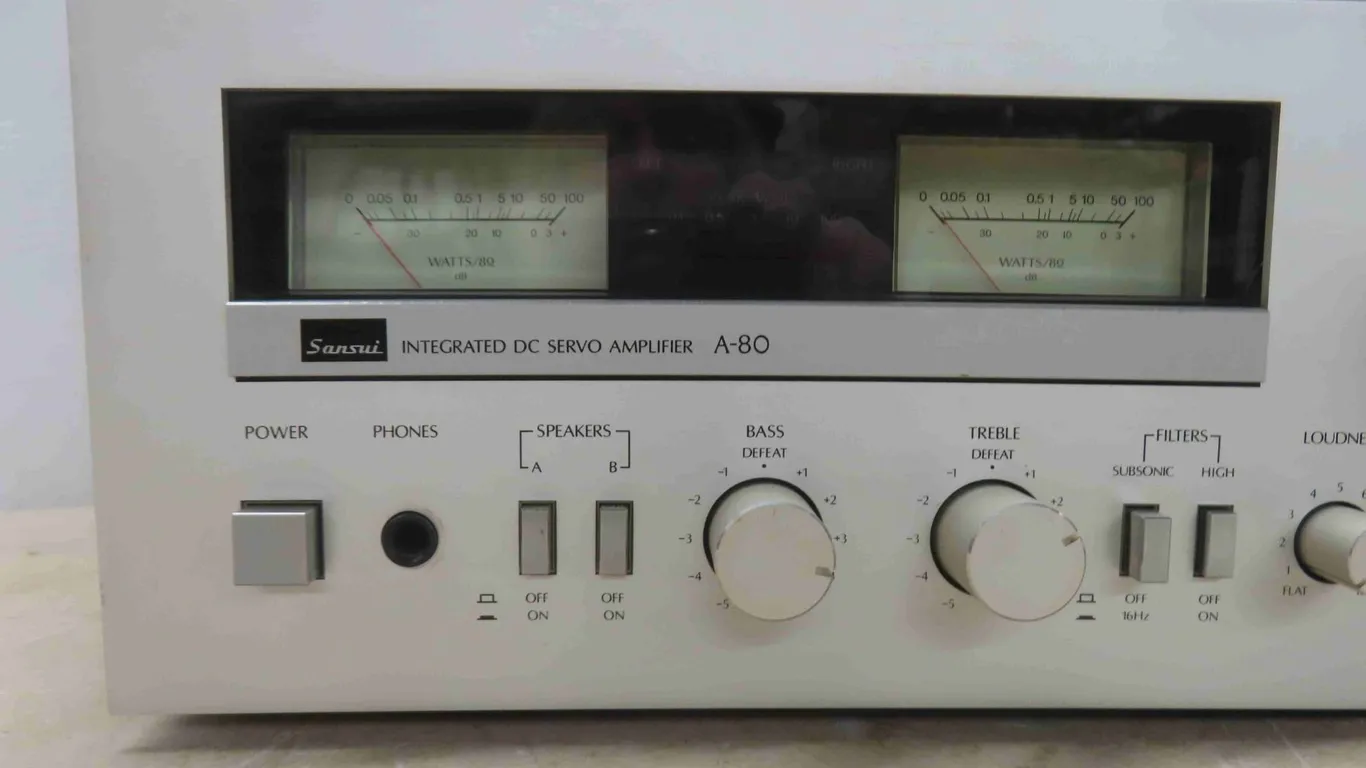 0 0.05 0.1 0.5 1 5 10 50 100
- 30 20 10 0 3 +
WATTS/8Ω
dB
0 0.05 0.1 0.5 1 5 10 50 100
- 30 20 10 0 3 +
WATTS/8Ω
dB
Sansui INTEGRATED DC SERVO AMPLIFIER A-80
POWER
PHONES
SPEAKERS
A B
OFF OFF
ON ON
BASS
DEFEAT
-1 +1
-2 +2
-3 +3
-4
-5
TREBLE
DEFEAT
-1 +1
-2 +2
-3
-4
-5
FILTERS
SUBSONIC HIGH
OFF OFF
16Hz ON
LOUDNE
4 5 6
3
2
1
FLAT